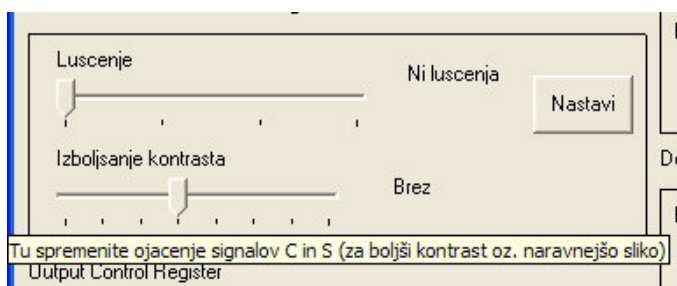 Luscenje
Ni luscenja
Nastavi
Izboljsanje kontrasta
Brez
Tu spremenite ojacenje signalov C in S (za boljši kontrast oz. naravnejšo sliko)
Output Control Register